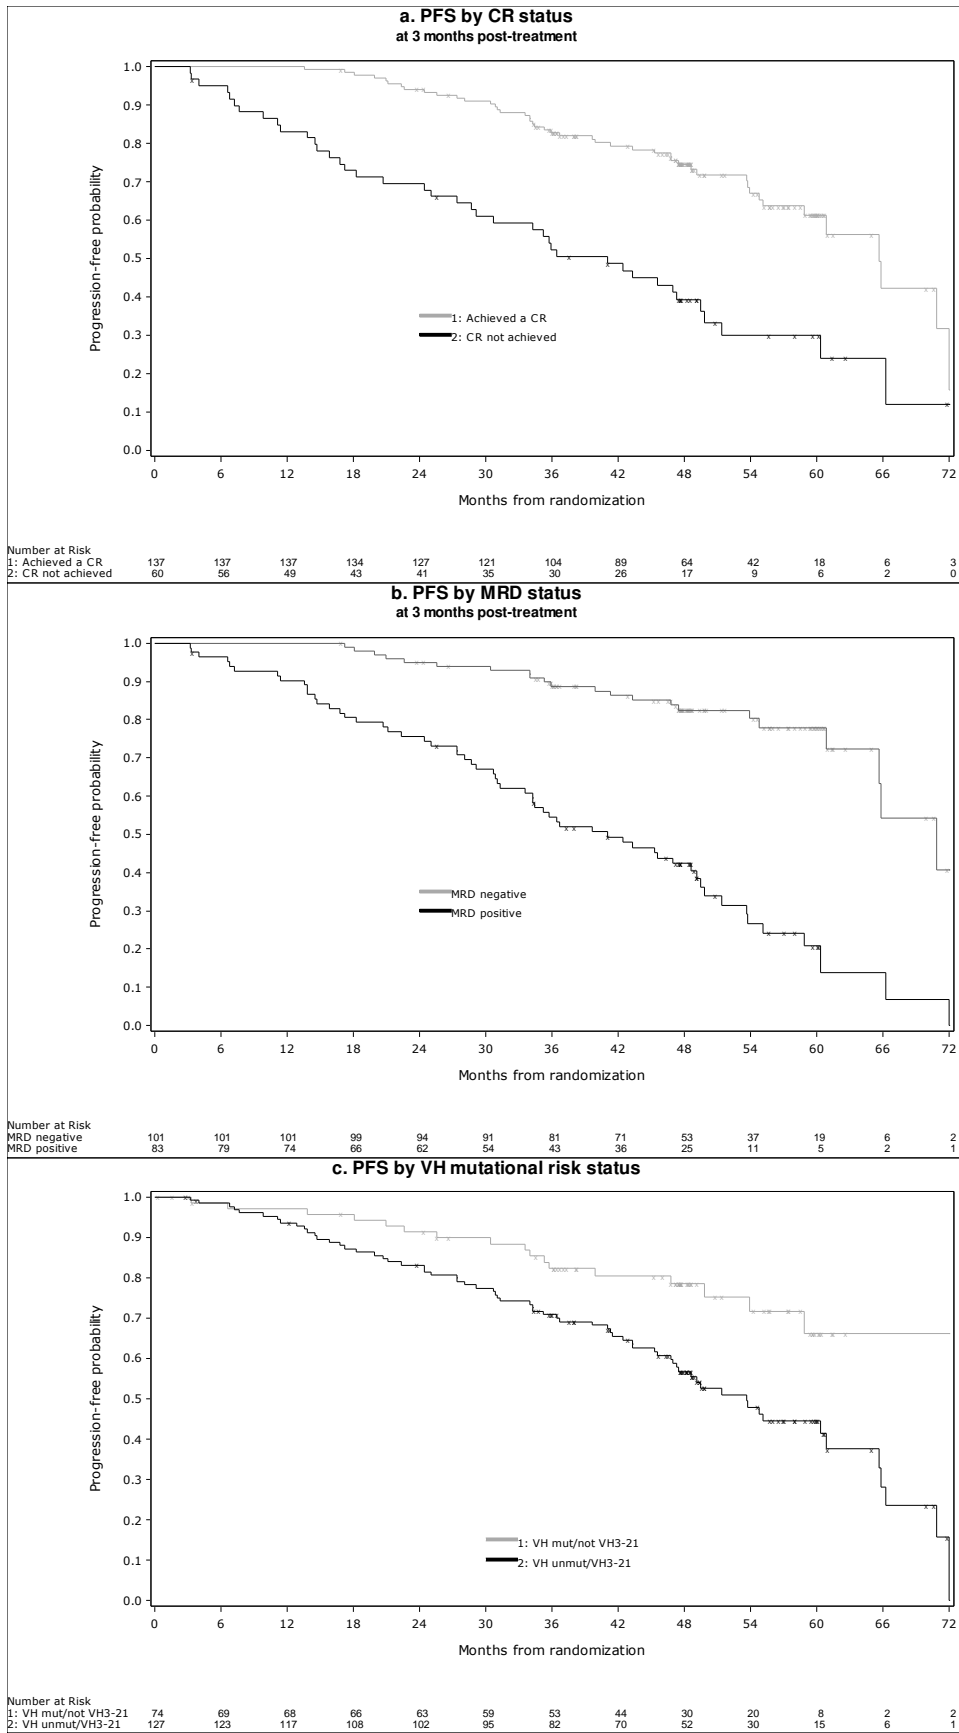 a. PFS by CR status
at 3 months post-treatment
1.0
0.9
0.8
0.7
0.6
0.5
0.4
0.3
0.2
0.1
0.0
Progression-free probability
1: Achieved a CR
2: CR not achieved
0 6 12 18 24 30 36 42 48 54 60 66 72
Months from randomization
Number at Risk
1: Achieved a CR 137 137 137 134 127 121 104 89 64 42 18 6 3
2: CR not achieved 60 56 49 43 41 35 30 26 17 9 6 2 0
b. PFS by MRD status
at 3 months post-treatment
1.0
0.9
0.8
0.7
0.6
0.5
0.4
0.3
0.2
0.1
0.0
Progression-free probability
MRD negative
MRD positive
0 6 12 18 24 30 36 42 48 54 60 66 72
Months from randomization
Number at Risk
MRD negative 101 101 101 99 94 91 81 71 53 37 19 6 2
MRD positive 83 79 74 66 62 54 43 36 25 11 5 2 1
c. PFS by VH mutational risk status
1.0
0.9
0.8
0.7
0.6
0.5
0.4
0.3
0.2
0.1
0.0
Progression-free probability
1: VH mut/not VH3-21
2: VH unmut/VH3-21
0 6 12 18 24 30 36 42 48 54 60 66 72
Months from randomization
Number at Risk
1: VH mut/not VH3-21 74 69 68 66 63 59 53 44 30 20 8 2 2
2: VH unmut/VH3-21 127 123 117 108 102 95 82 70 52 30 15 6 1